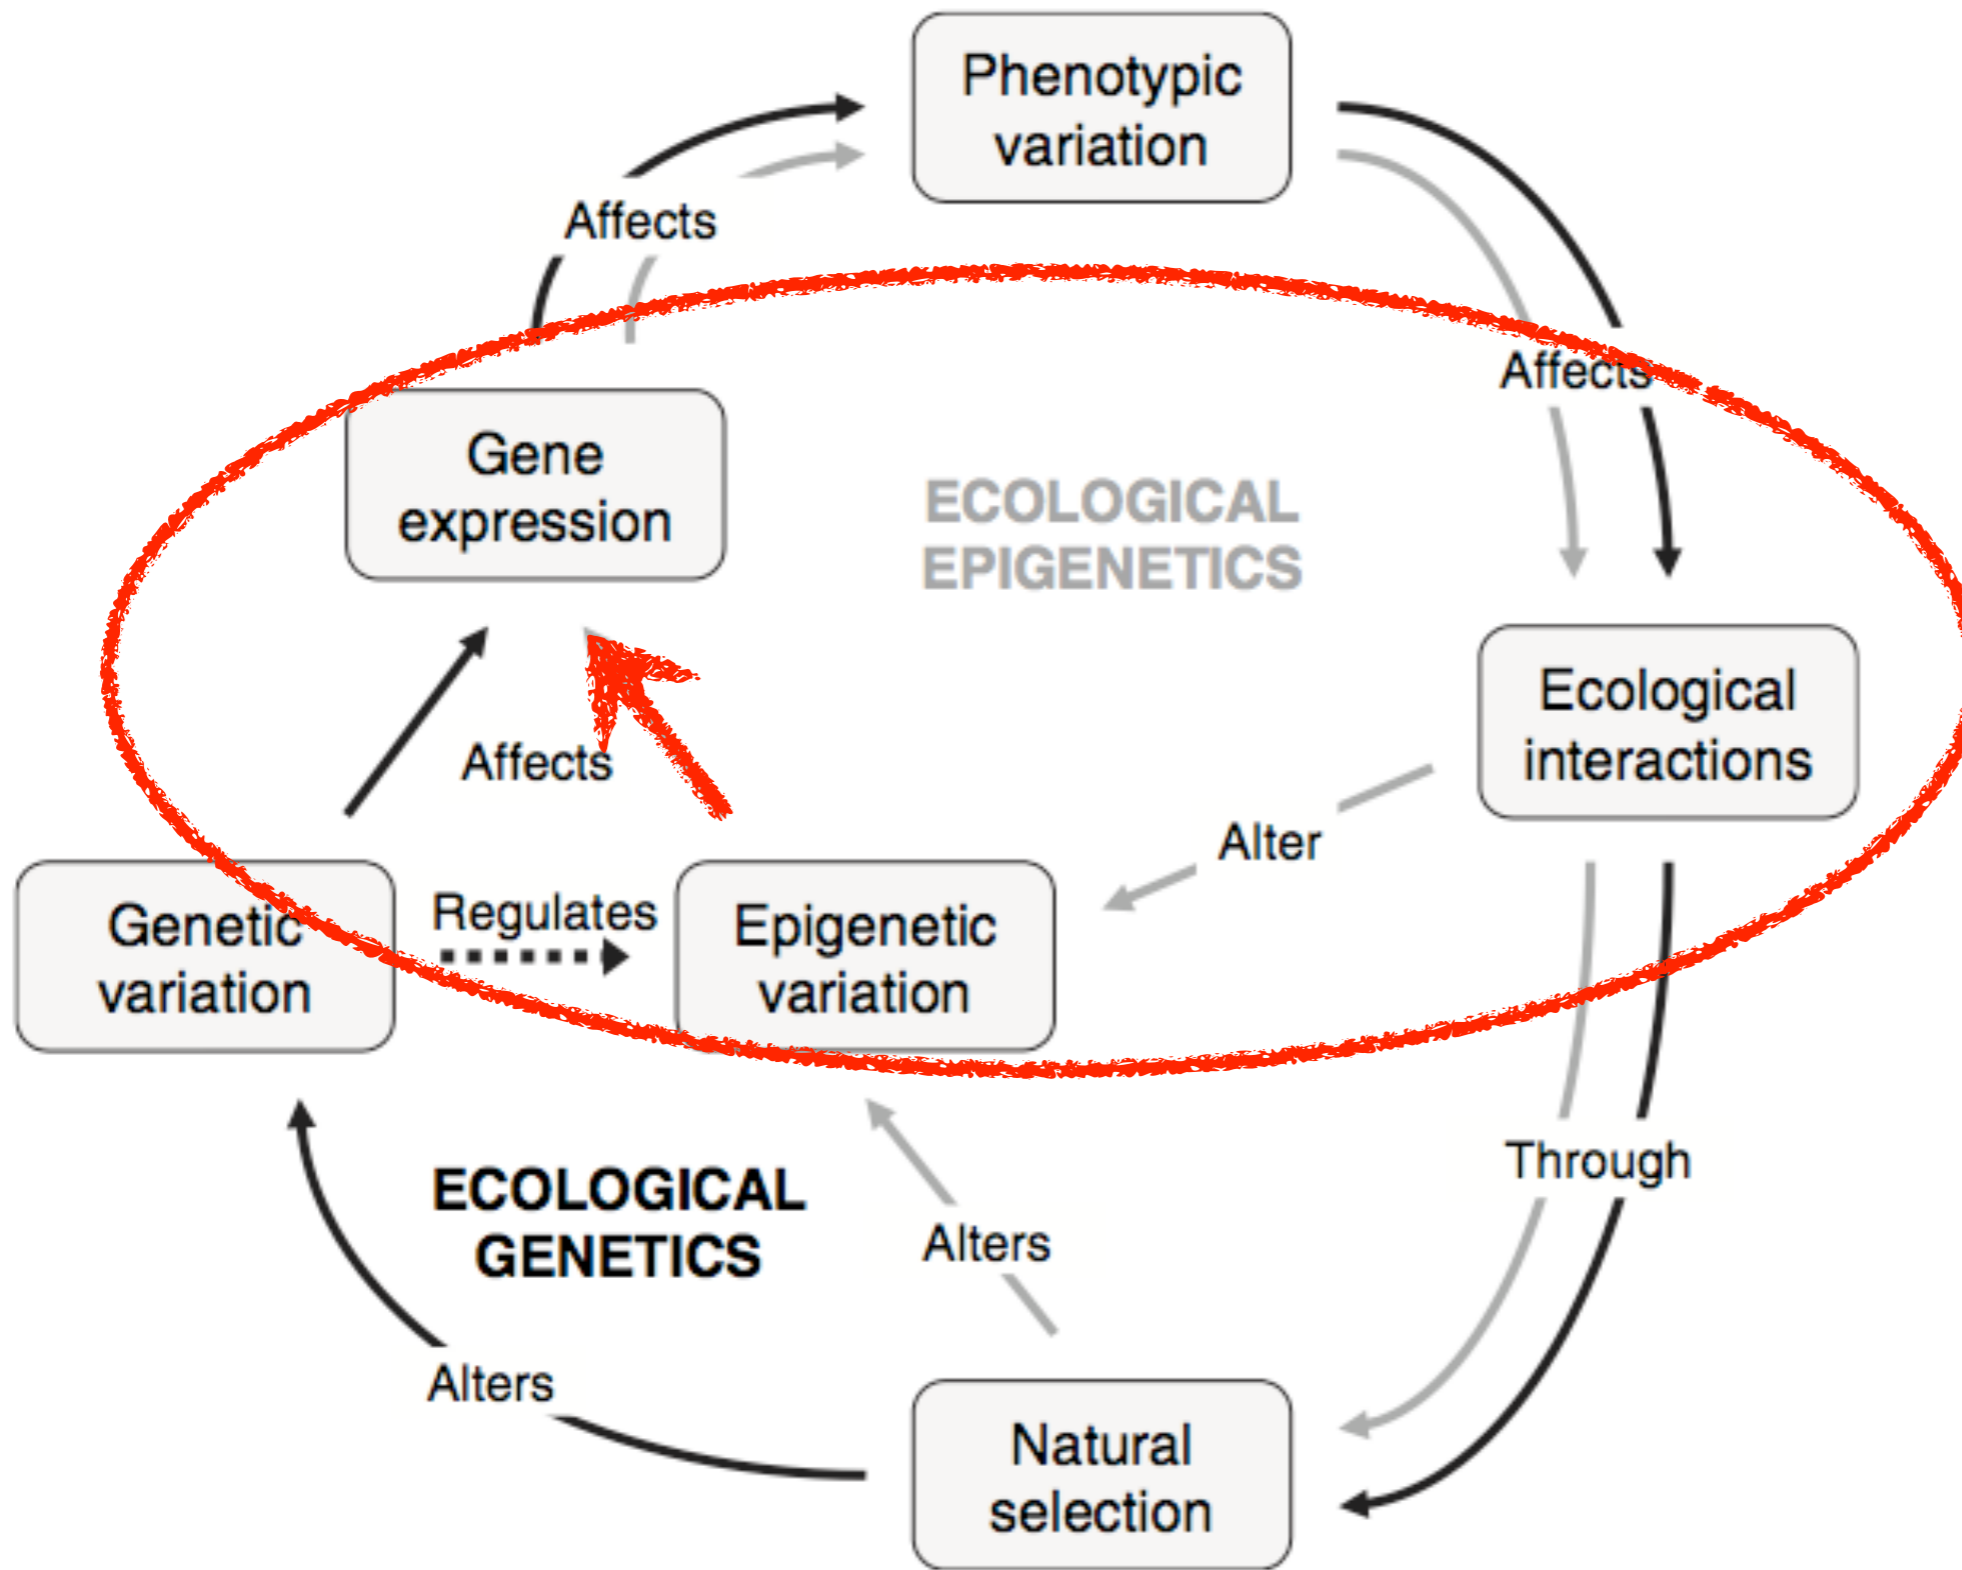 Phenotypic
variation
Affects
Affects
Gene
expression
ECOLOGICAL
EPIGENETICS
Ecological
interactions
Affects
Alter
Genetic
variation
Regulates
Epigenetic
variation
Through
ECOLOGICAL
GENETICS
Alters
Alters
Natural
selection